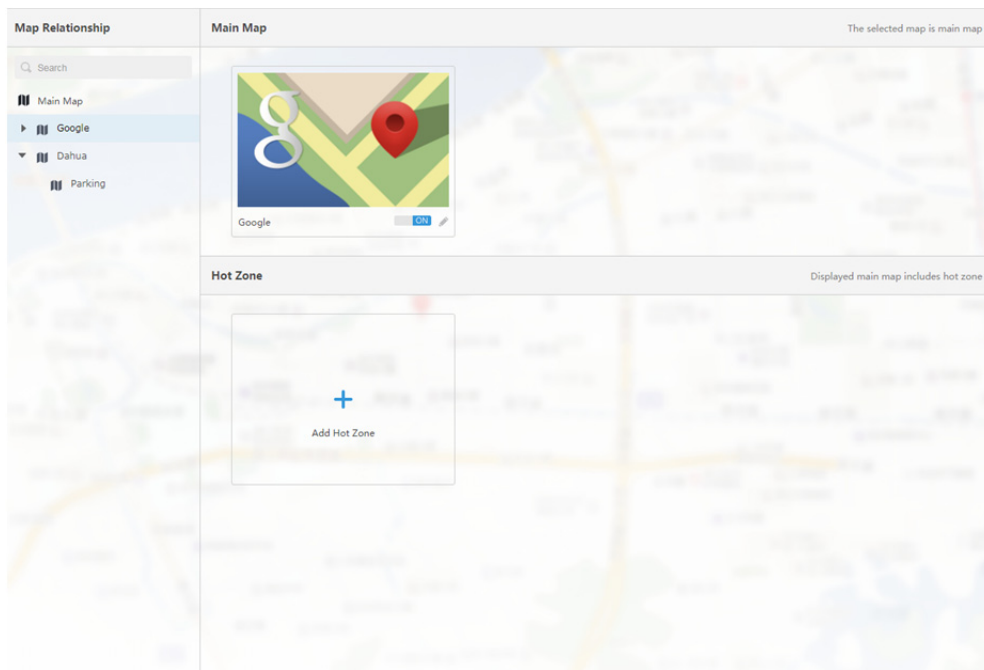 Map Relationship
Search
Main Map
Google
Dahua
Parking
Main Map
The selected map is main map
g
Google
ON
Hot Zone
Displayed main map includes hot zone
Add Hot Zone